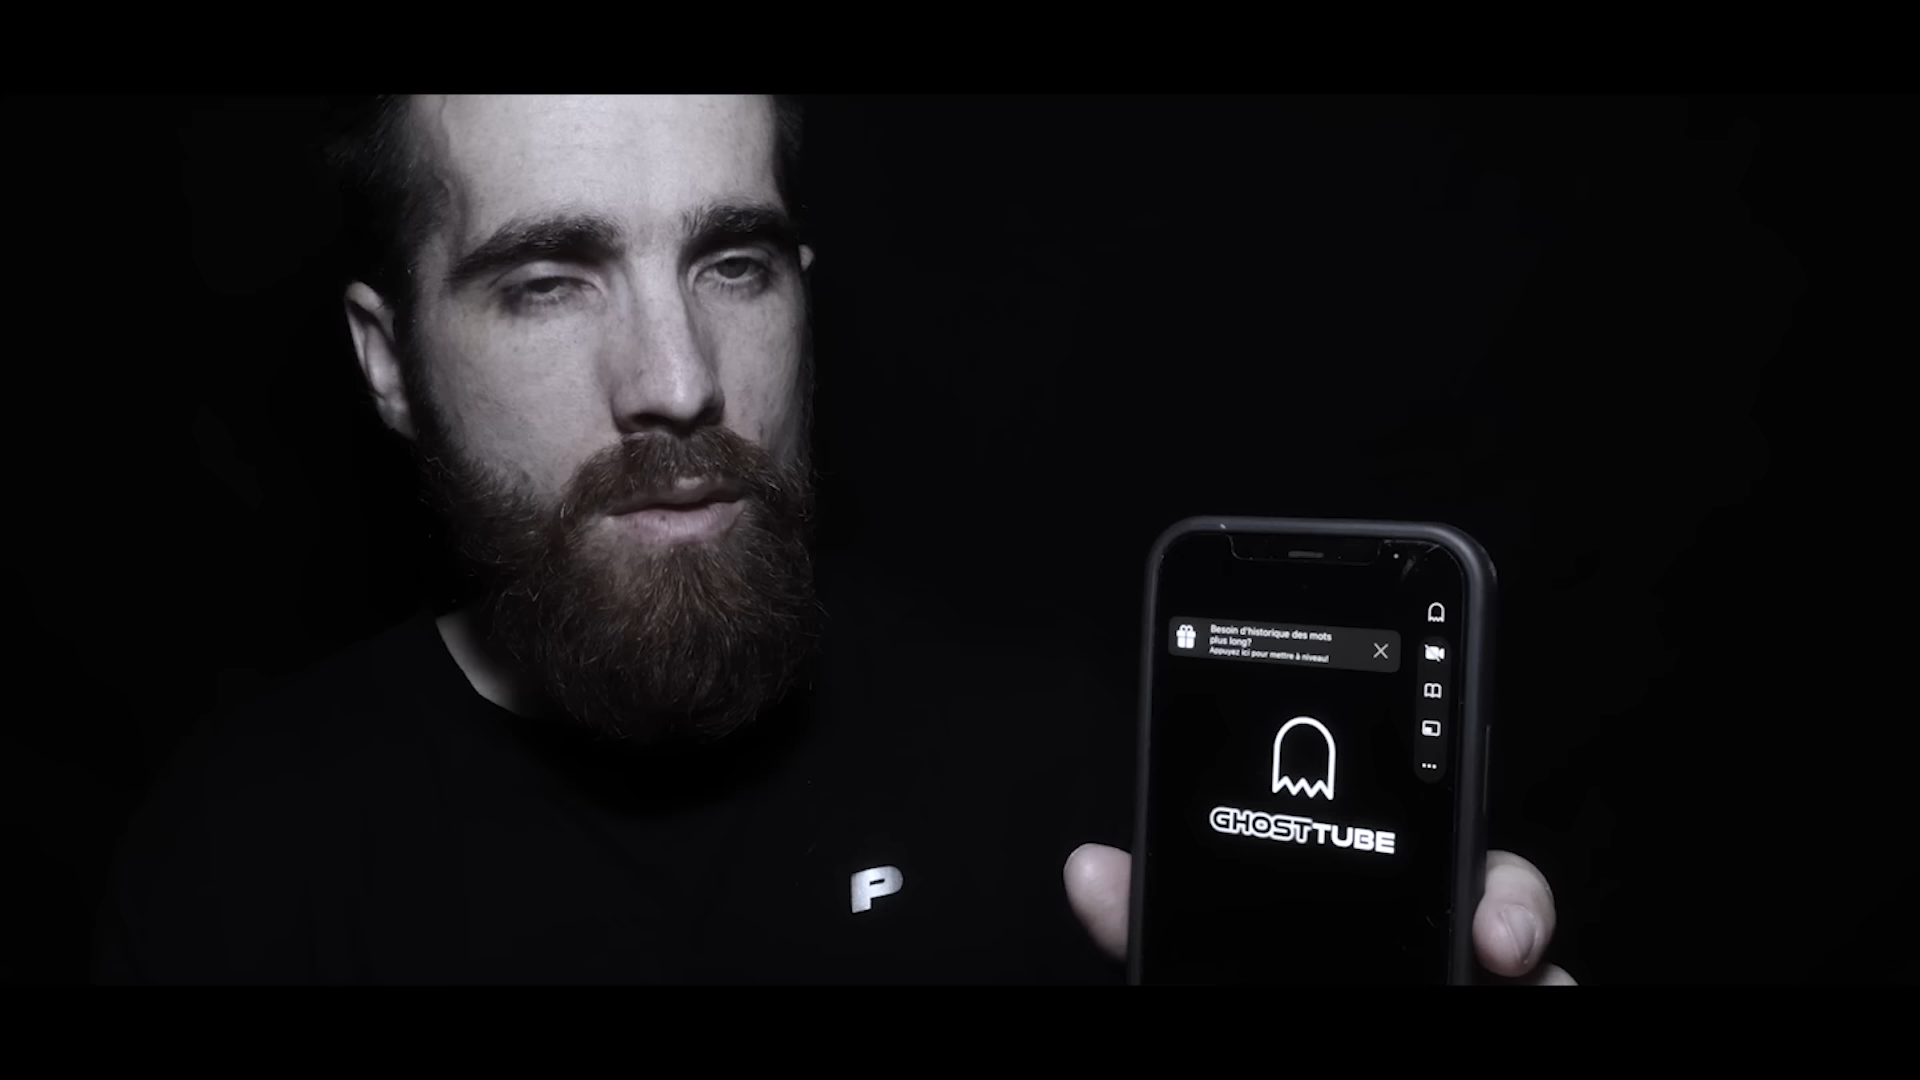 Besoin d'historique des mots
plus long?
Appuyez ici pour mettre à niveau!
GHOSTTUBE
P